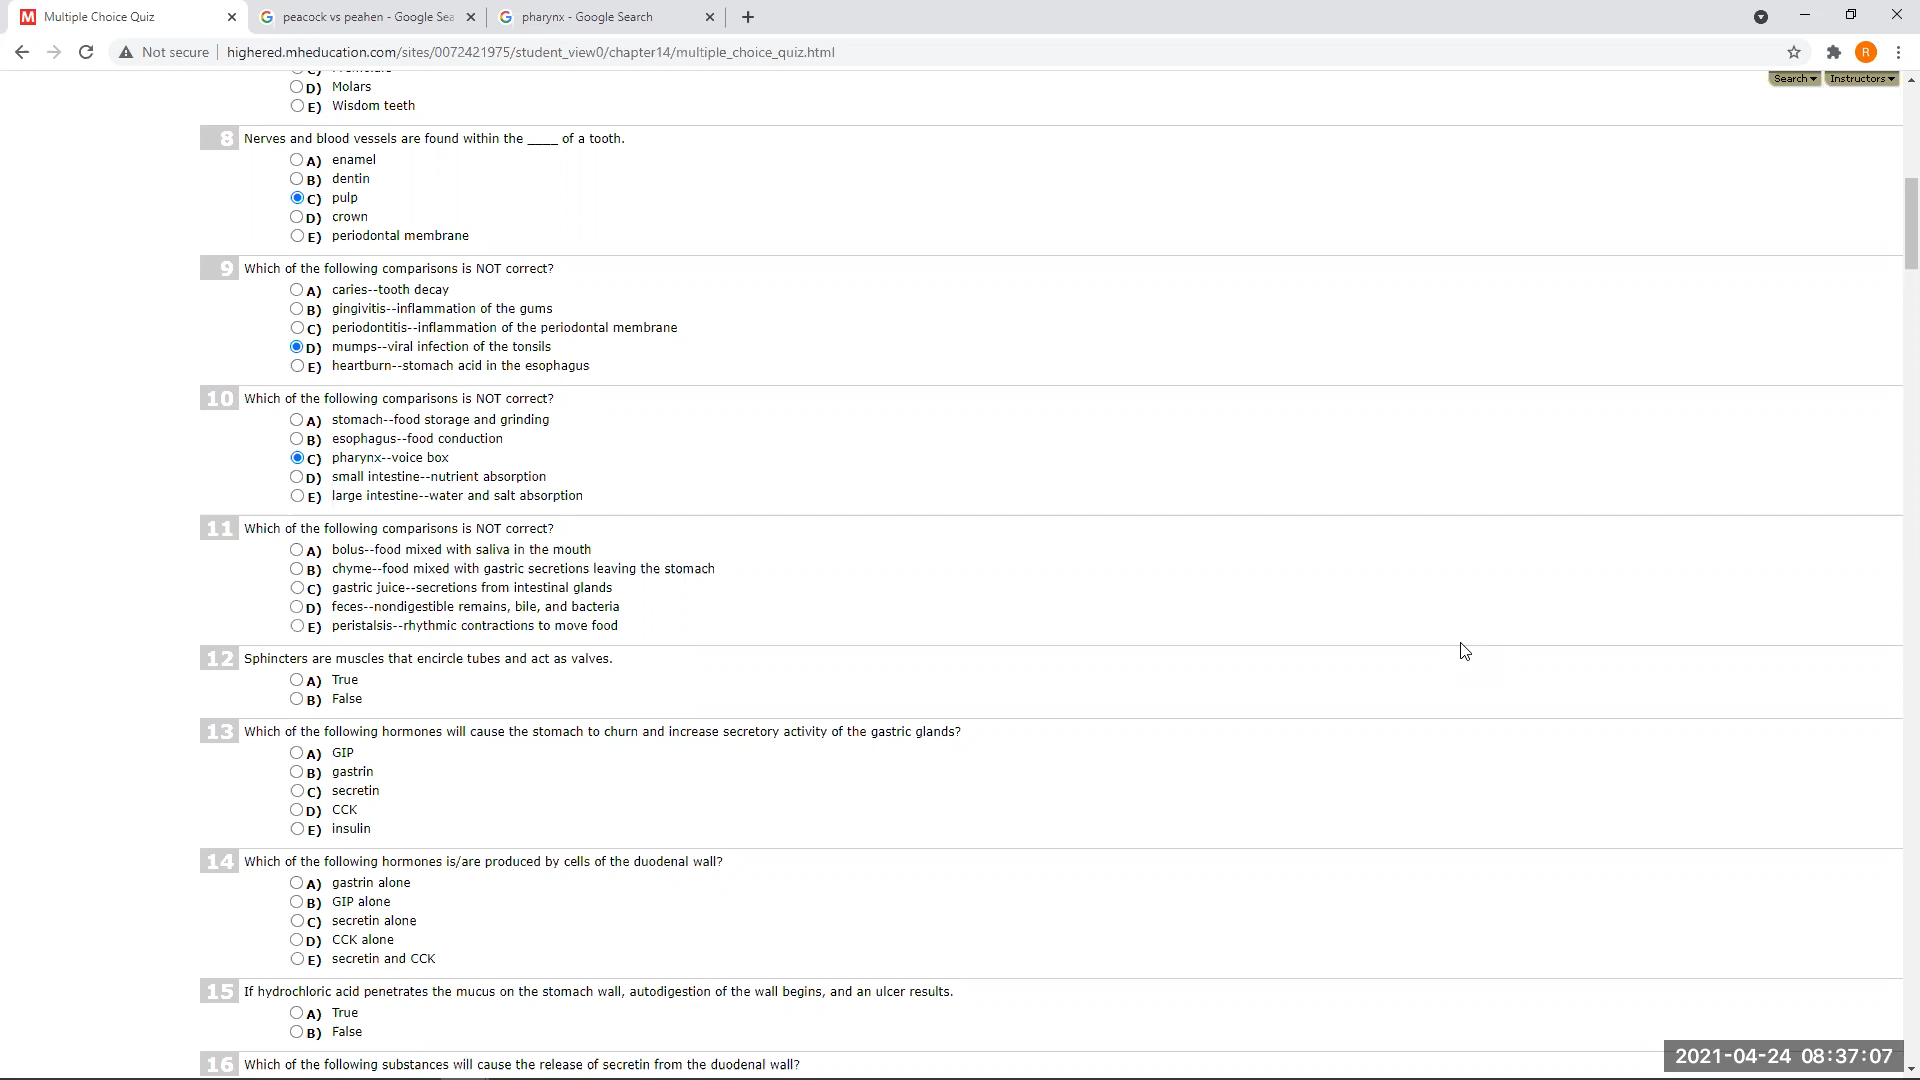 Multiple Choice Quiz
peacock vs peahen - Google Sea
pharynx - Google Search
Not secure
highered.mheducation.com/sites/0072421975/student_view0/chapter14/multiple_choice_quiz.html
R
Search
Instructors
D) Molars
E) Wisdom teeth
8 Nerves and blood vessels are found within the ____ of a tooth.
A) enamel
B) dentin
C) pulp
D) crown
E) periodontal membrane
9 Which of the following comparisons is NOT correct?
A) caries--tooth decay
B) gingivitis--inflammation of the gums
C) periodontitis--inflammation of the periodontal membrane
D) mumps--viral infection of the tonsils
E) heartburn--stomach acid in the esophagus
10 Which of the following comparisons is NOT correct?
A) stomach--food storage and grinding
B) esophagus--food conduction
C) pharynx--voice box
D) small intestine--nutrient absorption
E) large intestine--water and salt absorption
11 Which of the following comparisons is NOT correct?
A) bolus--food mixed with saliva in the mouth
B) chyme--food mixed with gastric secretions leaving the stomach
C) gastric juice--secretions from intestinal glands
D) feces--nondigestible remains, bile, and bacteria
E) peristalsis--rhythmic contractions to move food
12 Sphincters are muscles that encircle tubes and act as valves.
A) True
B) False
13 Which of the following hormones will cause the stomach to churn and increase secretory activity of the gastric glands?
A) GIP
B) gastrin
C) secretin
D) CCK
E) insulin
14 Which of the following hormones is/are produced by cells of the duodenal wall?
A) gastrin alone
B) GIP alone
C) secretin alone
D) CCK alone
E) secretin and CCK
15 If hydrochloric acid penetrates the mucus on the stomach wall, autodigestion of the wall begins, and an ulcer results.
A) True
B) False
16 Which of the following substances will cause the release of secretin from the duodenal wall?
2021-04-24 08:37:07